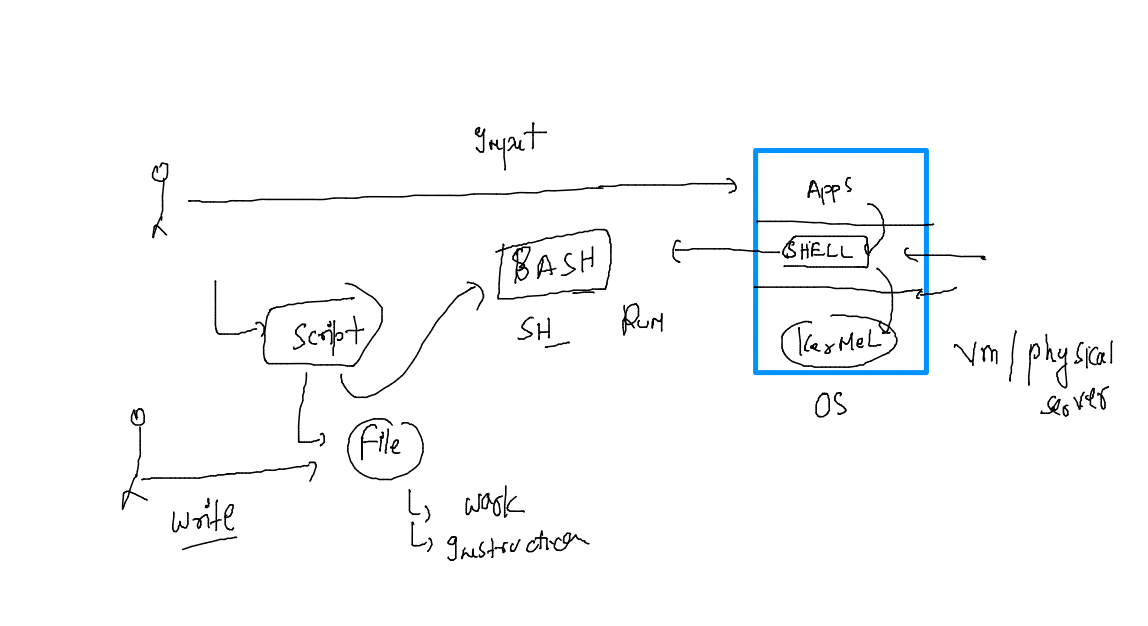 Input
Apps
SHELL
BASH
SH
RUN
Kernel
Script
OS
Vm / physical
server
File
Write
work
Instruction